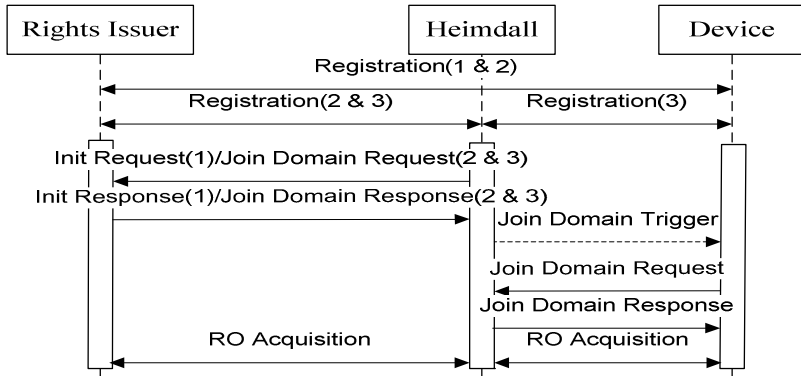 Rights Issuer
Heimdall
Device
Registration(1 & 2)
Registration(2 & 3)
Registration(3)
Init Request(1)/Join Domain Request(2 & 3)
Init Response(1)/Join Domain Response(2 & 3)
Join Domain Trigger
Join Domain Request
Join Domain Response
RO Acquisition
RO Acquisition